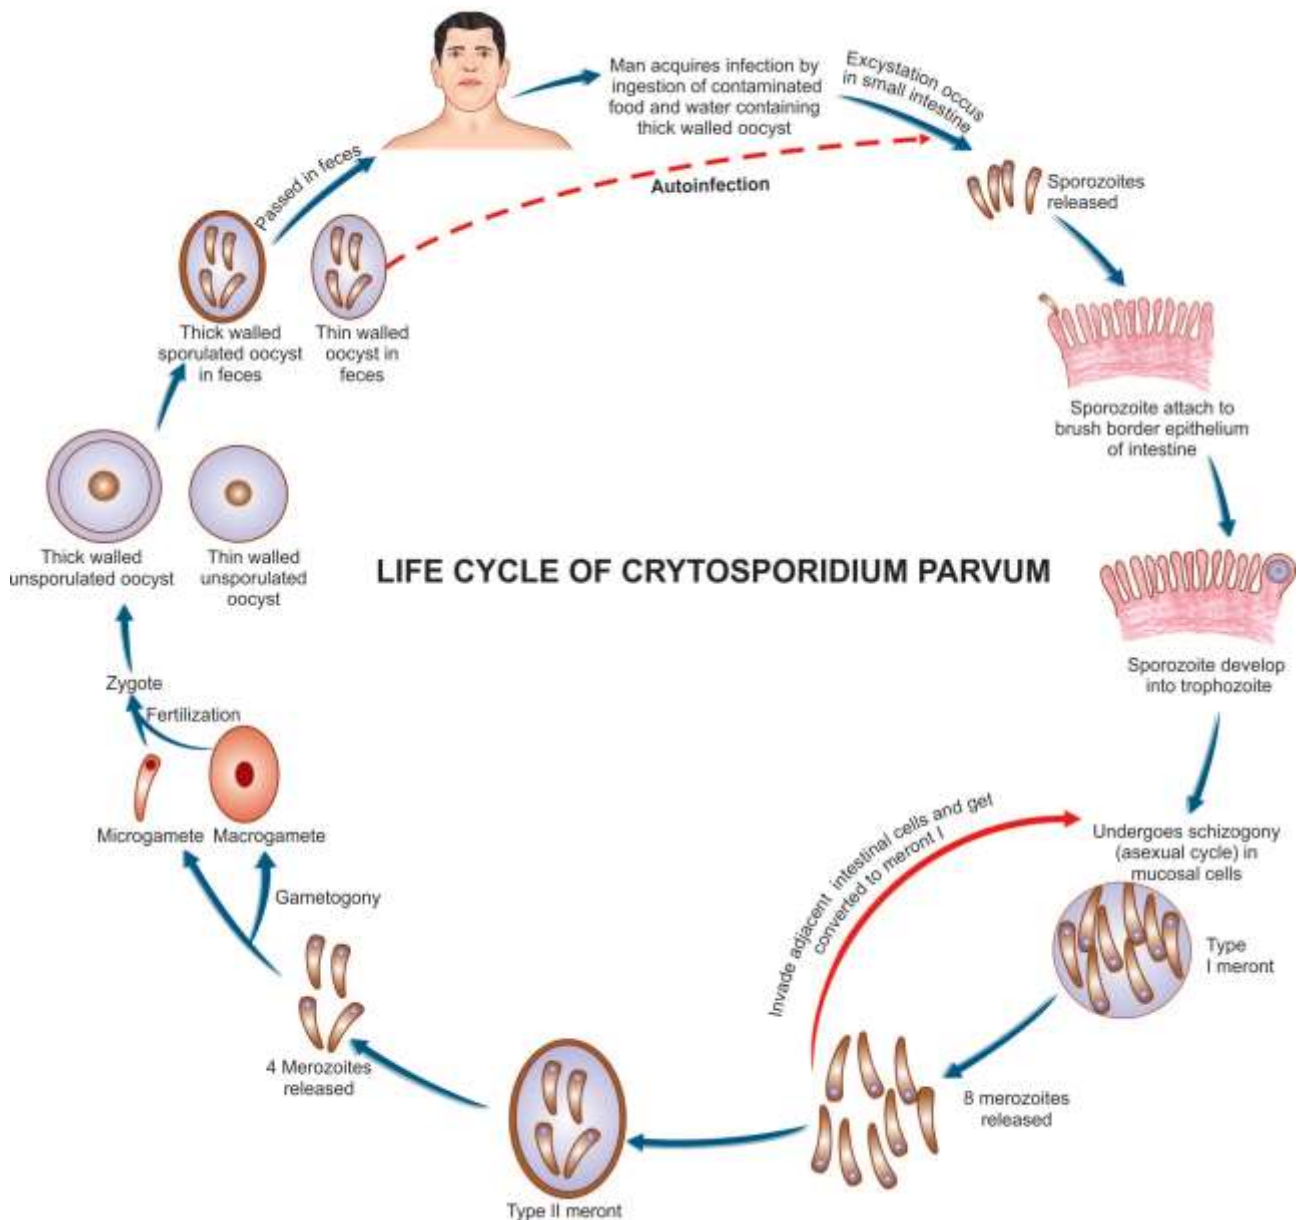 Man acquires infection by
ingestion of contaminated
food and water containing
thick walled oocyst
Excystation occus
in small intestine
Passed in feces
Autoinfection
Sporozoites
released
Thick walled
sporulated oocyst
in feces
Thin walled
oocyst in
feces
Sporozoite attach to
brush border epithelium
of intestine
Thick walled
unsporulated oocyst
Thin walled
unsporulated
oocyst
LIFE CYCLE OF CRYTOSPORIDIUM PARVUM
Sporozoite develop
into trophozoite
Zygote
Fertilization
Microgamete
Macrogamete
Gametogony
Invade adjacent intestinal cells and get
converted to meront I
Undergoes schizogony
(asexual cycle) in
mucosal cells
Type
I meront
4 Merozoites
released
8 merozoites
released
Type II meront